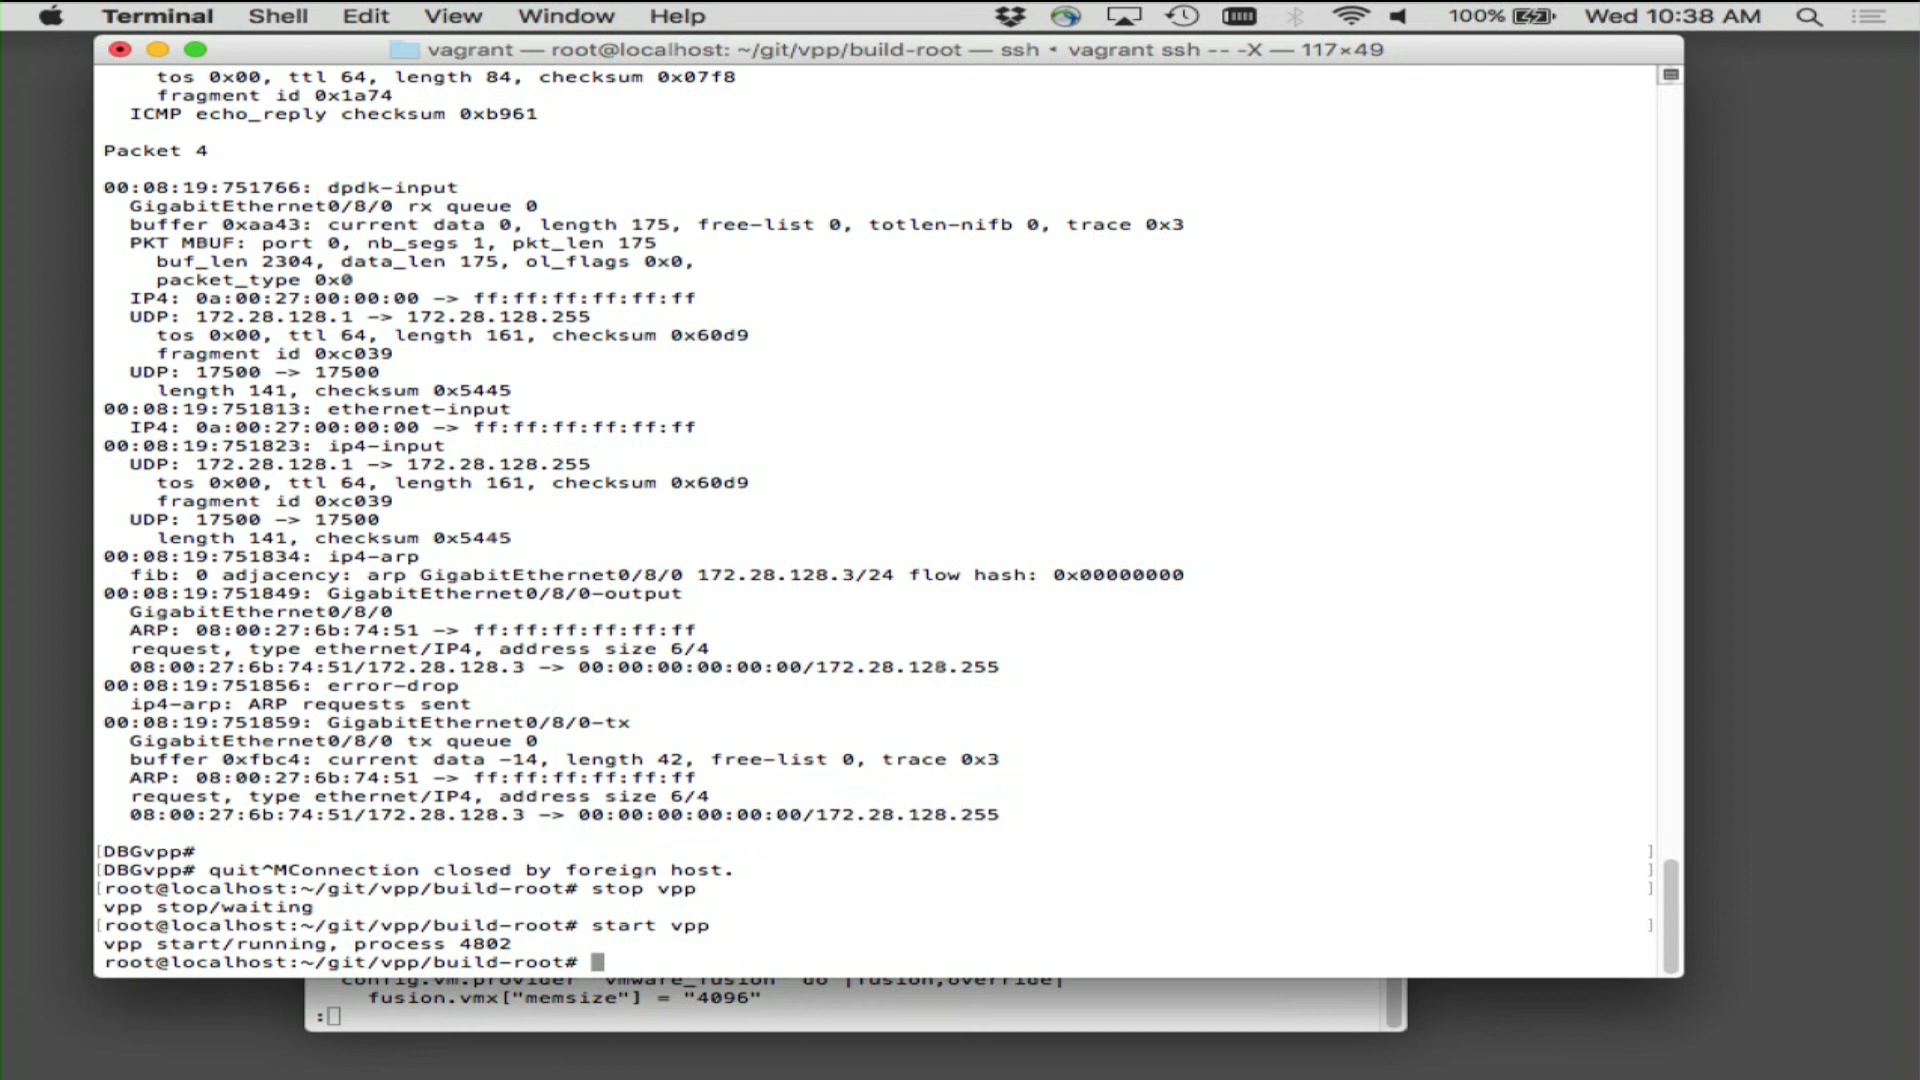 Terminal Shell Edit View Window Help 100% Wed 10:38 AM
vagrant — root@localhost: ~/git/vpp/build-root — ssh • vagrant ssh -- -X — 117×49
tos 0x00, ttl 64, length 84, checksum 0x07f8
fragment id 0x1a74
ICMP echo_reply checksum 0xb961
Packet 4
00:08:19:751766: dpdk-input
GigabitEthernet0/8/0 rx queue 0
buffer 0xaa43: current data 0, length 175, free-list 0, totlen-nifb 0, trace 0x3
PKT MBUF: port 0, nb_segs 1, pkt_len 175
buf_len 2304, data_len 175, ol_flags 0x0,
packet_type 0x0
IP4: 0a:00:27:00:00:00 -> ff:ff:ff:ff:ff:ff
UDP: 172.28.128.1 -> 172.28.128.255
tos 0x00, ttl 64, length 161, checksum 0x60d9
fragment id 0xc039
UDP: 17500 -> 17500
length 141, checksum 0x5445
00:08:19:751813: ethernet-input
IP4: 0a:00:27:00:00:00 -> ff:ff:ff:ff:ff:ff
00:08:19:751823: ip4-input
UDP: 172.28.128.1 -> 172.28.128.255
tos 0x00, ttl 64, length 161, checksum 0x60d9
fragment id 0xc039
UDP: 17500 -> 17500
length 141, checksum 0x5445
00:08:19:751834: ip4-arp
fib: 0 adjacency: arp GigabitEthernet0/8/0 172.28.128.3/24 flow hash: 0x00000000
00:08:19:751849: GigabitEthernet0/8/0-output
GigabitEthernet0/8/0
ARP: 08:00:27:6b:74:51 -> ff:ff:ff:ff:ff:ff
request, type ethernet/IP4, address size 6/4
08:00:27:6b:74:51/172.28.128.3 -> 00:00:00:00:00:00/172.28.128.255
00:08:19:751856: error-drop
ip4-arp: ARP requests sent
00:08:19:751859: GigabitEthernet0/8/0-tx
GigabitEthernet0/8/0 tx queue 0
buffer 0xfbc4: current data -14, length 42, free-list 0, trace 0x3
ARP: 08:00:27:6b:74:51 -> ff:ff:ff:ff:ff:ff
request, type ethernet/IP4, address size 6/4
08:00:27:6b:74:51/172.28.128.3 -> 00:00:00:00:00:00/172.28.128.255
[DBGvpp# ]
[DBGvpp# quit^MConnection closed by foreign host. ]
[root@localhost:~/git/vpp/build-root# stop vpp ]
vpp stop/waiting
[root@localhost:~/git/vpp/build-root# start vpp ]
vpp start/running, process 4802
root@localhost:~/git/vpp/build-root#
config.vm.provider "vmware_fusion" do |fusion,override|
fusion.vmx["memsize"] = "4096"
: